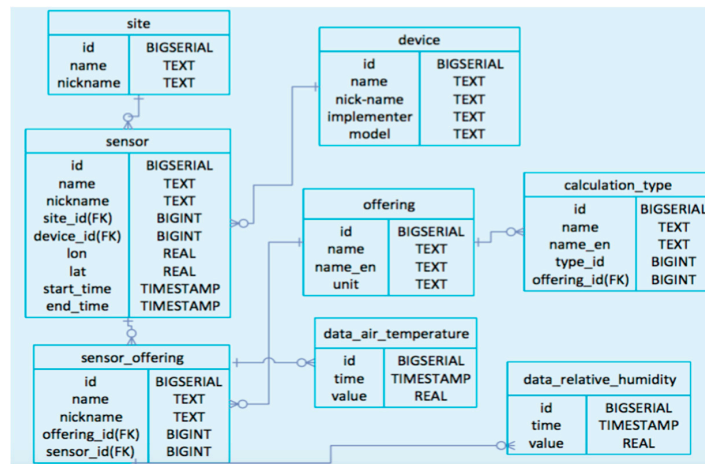 site
id BIGSERIAL
name TEXT
nickname TEXT
device
id BIGSERIAL
name TEXT
nick-name TEXT
implementer TEXT
model TEXT
sensor
id BIGSERIAL
name TEXT
nickname TEXT
site_id(FK) BIGINT
device_id(FK) BIGINT
lon REAL
lat REAL
start_time TIMESTAMP
end_time TIMESTAMP
offering
id BIGSERIAL
name TEXT
name_en TEXT
unit TEXT
calculation_type
id BIGSERIAL
name TEXT
name_en TEXT
type_id BIGINT
offering_id(FK) BIGINT
sensor_offering
id BIGSERIAL
name TEXT
nickname TEXT
offering_id(FK) BIGINT
sensor_id(FK) BIGINT
data_air_temperature
id BIGSERIAL
time TIMESTAMP
value REAL
data_relative_humidity
id BIGSERIAL
time TIMESTAMP
value REAL